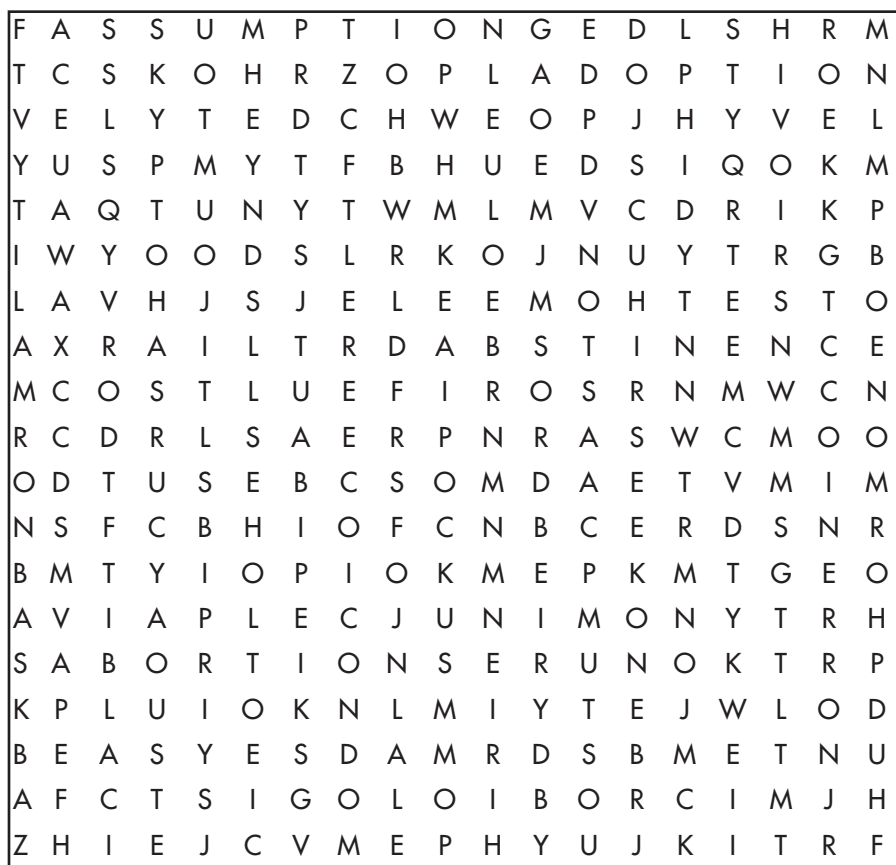 F A S S U M P T I O N G E D L S H R M
T C S K O H R Z O P L A D O P T I O N
V E L Y T E D C H W E O P J H Y V E L
Y U S P M Y T F B H U E D S I Q O K M
T A Q T U N Y T W M L M V C D R I K P
I W Y O O D S L R K O J N U Y T R G B
L A V H J S J E L E E M O H T E S T O
A X R A I L T R D A B S T I N E N C E
M C O S T L U E F I R O S R N M W C N
R C D R L S A E R P N R A S W C M O O
O D T U S E B C S O M D A E T V M I M
N S F C B H I O F C N B C E R D S N R
B M T Y I O P I O K M E P K M T G E O
A V I A P L E C J U N I M O N Y T R H
S A B O R T I O N S E R U N O K T R P
K P L U I O K N L M I Y T E J W L O D
B E A S Y E S D A M R D S B M E T N U
A F C T S I G O L O I B O R C I M J H
Z H I E J C V M E P H Y U J K I T R F